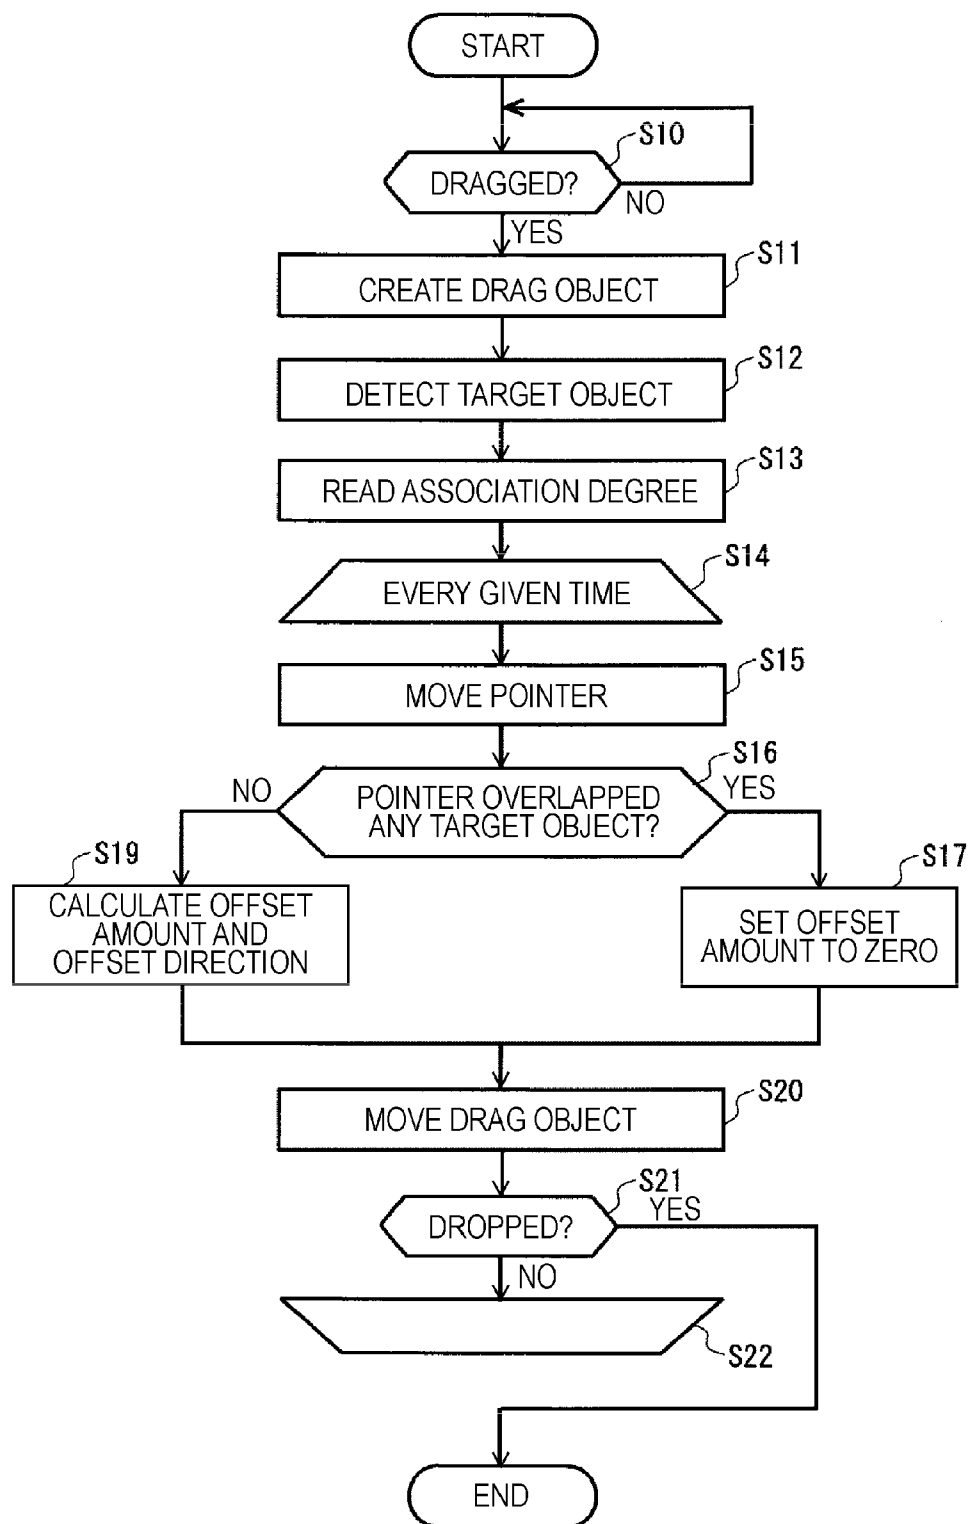 START
S10
DRAGGED?
NO
YES
S11
CREATE DRAG OBJECT
S12
DETECT TARGET OBJECT
S13
READ ASSOCIATION DEGREE
S14
EVERY GIVEN TIME
S15
MOVE POINTER
S16
NO
YES
POINTER OVERLAPPED
ANY TARGET OBJECT?
S19
CALCULATE OFFSET
AMOUNT AND
OFFSET DIRECTION
S17
SET OFFSET
AMOUNT TO ZERO
S20
MOVE DRAG OBJECT
S21
YES
DROPPED?
NO
S22
END